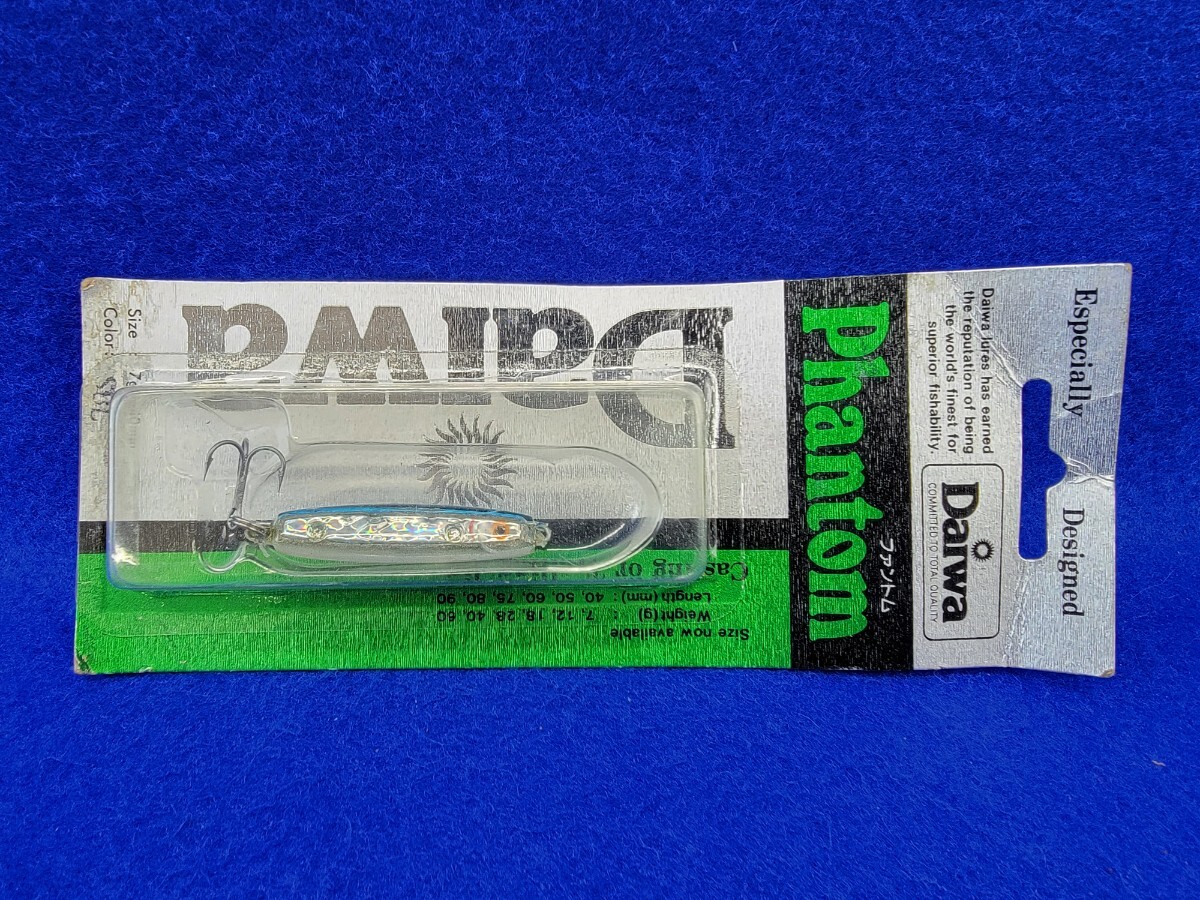 Especially Designed
Daiwa lures has earned
the reputation of being
the world's finest for
superior fishability.
Daiwa
COMMITTED TO TOTAL QUALITY
Phantom
ファントム
Daiwa
Size
Color
Size now available
Weight(g) : 7, 12, 18, 28, 40, 60
Length(mm) : 40, 50, 60, 75, 80, 90